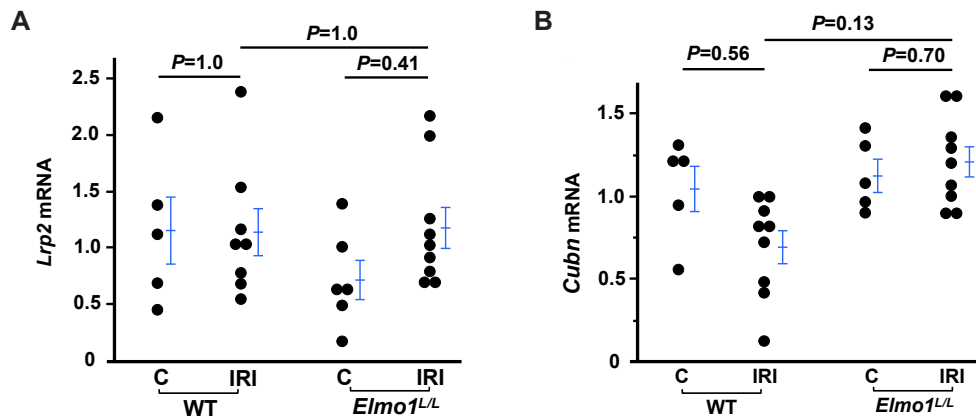 A
P=1.0
P=1.0
P=0.41
2.5
2.0
1.5
1.0
0.5
0
Lrp2 mRNA
C
IRI
C
IRI
WT
Elmo1L/L
B
P=0.13
P=0.56
P=0.70
1.5
1.0
0.5
0
Cubn mRNA
C
IRI
C
IRI
WT
Elmo1L/L